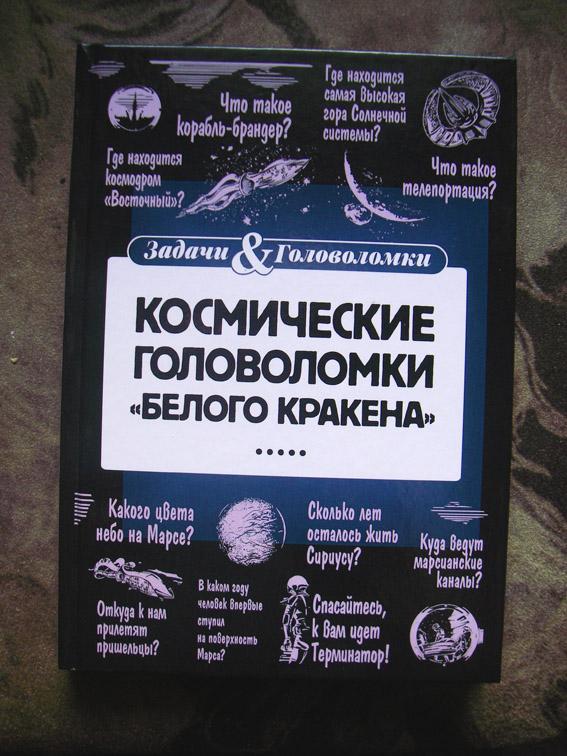 Что такое
корабль-брандер?
Где находится
самая высокая
гора Солнечной
системы?
Где находится
космодром
«Восточный»?
Что такое
телепортация?
Задачи & Головоломки
КОСМИЧЕСКИЕ
ГОЛОВОЛОМКИ
«БЕЛОГО КРАКЕНА»
.....
Какого цвета
небо на Марсе?
Сколько лет
осталось жить
Сириусу?
Куда ведут
марсианские
каналы?
Откуда к нам
прилетят
пришельцы?
В каком году
человек впервые
ступил
на поверхность
Марса?
Спасайтесь,
к вам идет
Терминатор!